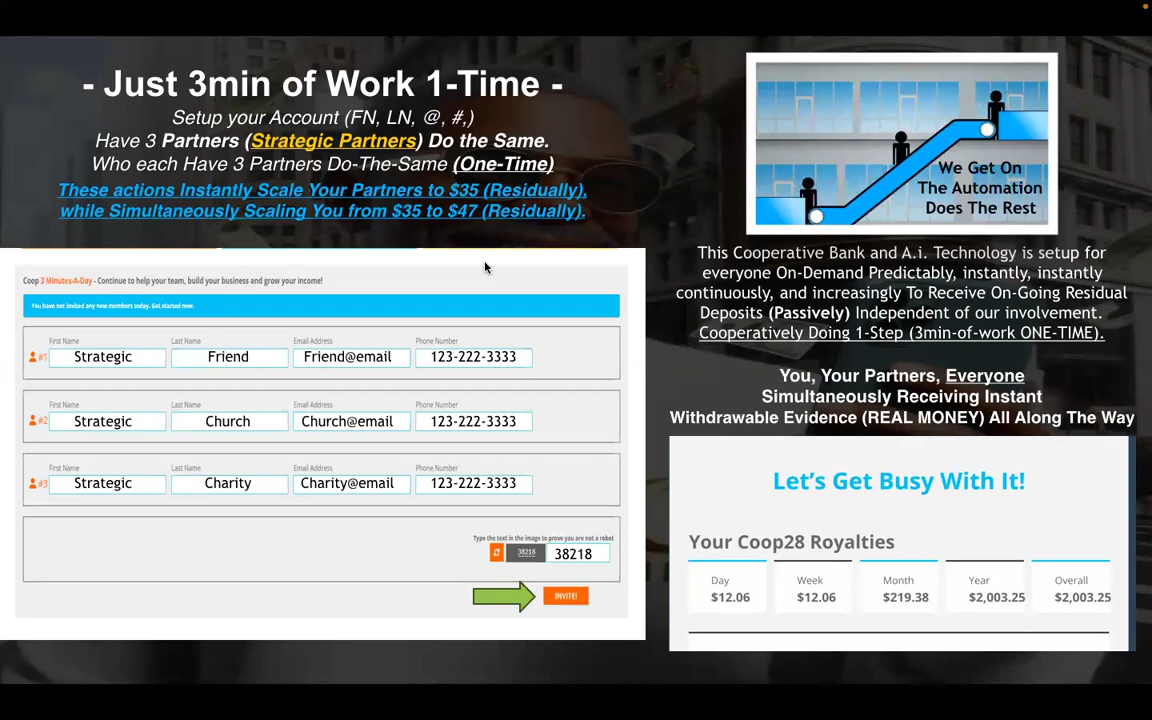 - Just 3min of Work 1-Time -
Setup your Account (FN, LN, @, #,)
Have 3 Partners (Strategic Partners) Do the Same.
Who each Have 3 Partners Do-The-Same (One-Time)
These actions Instantly Scale Your Partners to $35 (Residually),
while Simultaneously Scaling You from $35 to $47 (Residually).
Coop 3 Minutes-A-Day - Continue to help your team, build your business and grow your income!
You have not invited any new members today. Get started now.
First Name Last Name Email Address Phone Number
#1 Strategic Friend Friend@email 123-222-3333
First Name Last Name Email Address Phone Number
#2 Strategic Church Church@email 123-222-3333
First Name Last Name Email Address Phone Number
#3 Strategic Charity Charity@email 123-222-3333
Type the text in the image to prove you are not a robot
38218 38218
INVITE!
We Get On
The Automation
Does The Rest
This Cooperative Bank and A.i. Technology is setup for
everyone On-Demand Predictably, instantly, instantly
continuously, and increasingly To Receive On-Going Residual
Deposits (Passively) Independent of our involvement.
Cooperatively Doing 1-Step (3min-of-work ONE-TIME).
You, Your Partners, Everyone
Simultaneously Receiving Instant
Withdrawable Evidence (REAL MONEY) All Along The Way
Let's Get Busy With It!
Your Coop28 Royalties
Day Week Month Year Overall
$12.06 $12.06 $219.38 $2,003.25 $2,003.25